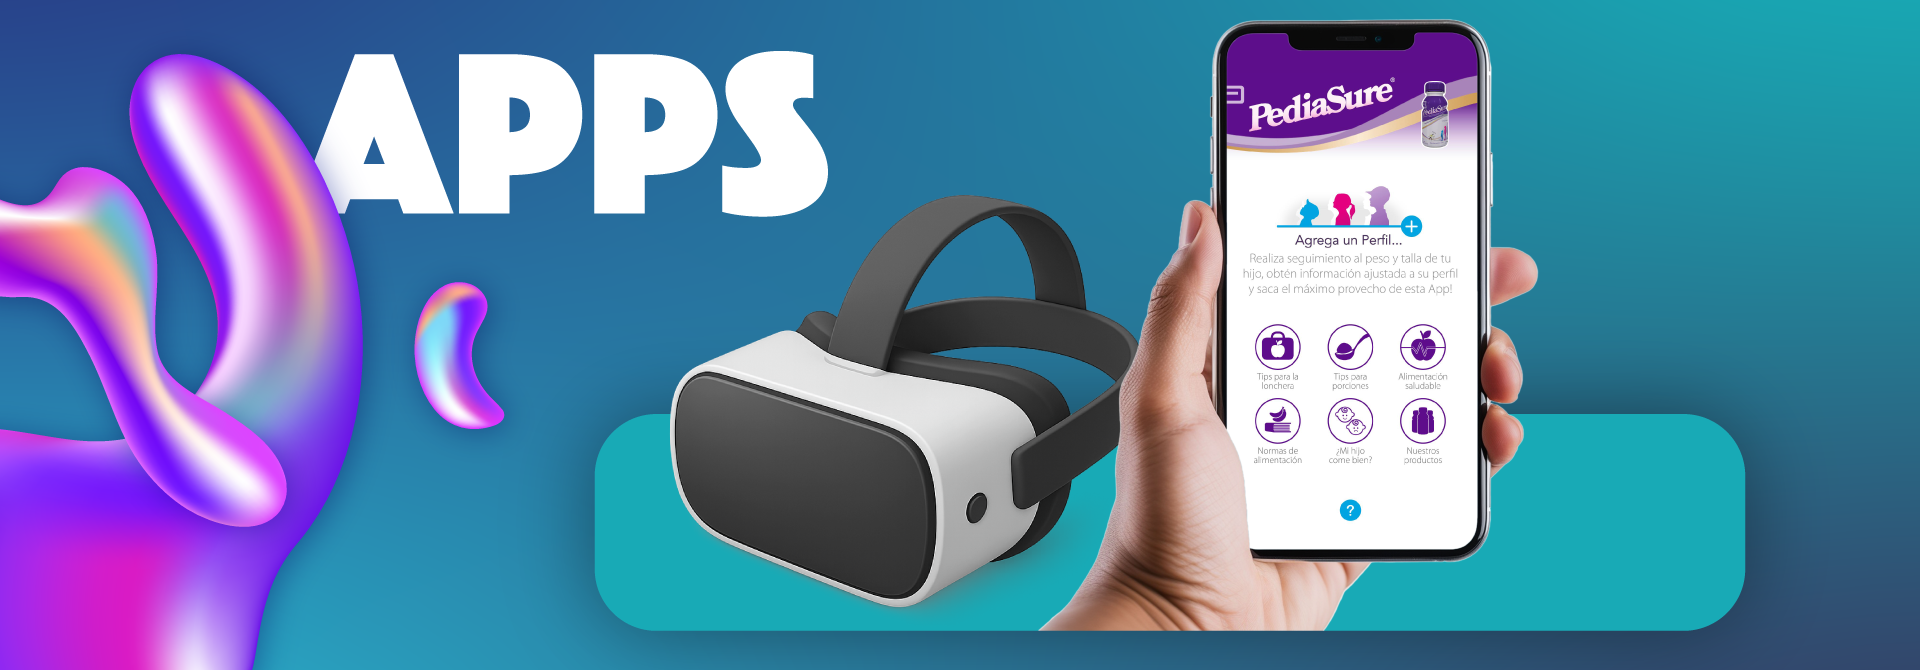 APPS
PediaSure®
PediaSure
Agrega un Perfil...
Realiza seguimiento al peso y talla de tu
hijo, obtén información ajustada a su perfil
y saca el máximo provecho de esta App!
Tips para la
lonchera
Tips para
porciones
Alimentación
saludable
Normas de
alimentación
¿Mi hijo
come bien?
Nuestros
productos
?